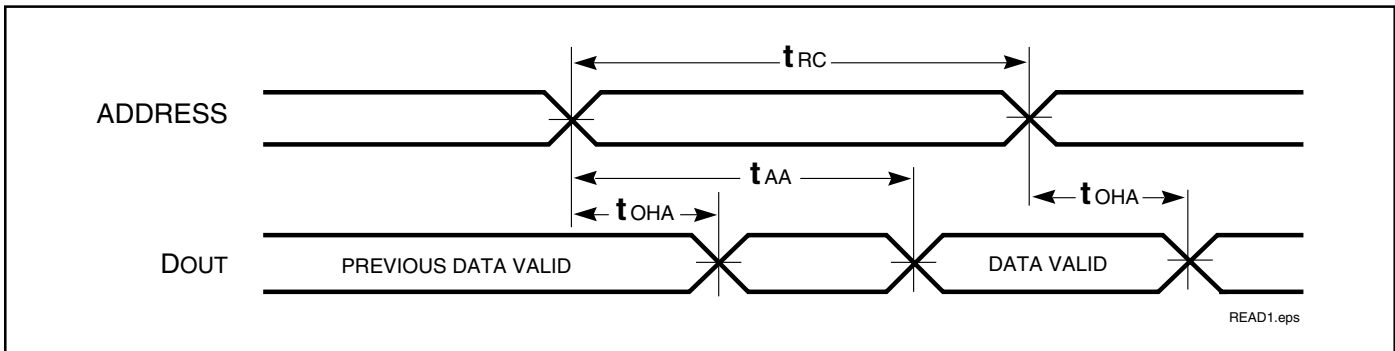 tRC
ADDRESS
tAA
tOHA
tOHA
DOUT
PREVIOUS DATA VALID
DATA VALID
READ1.eps